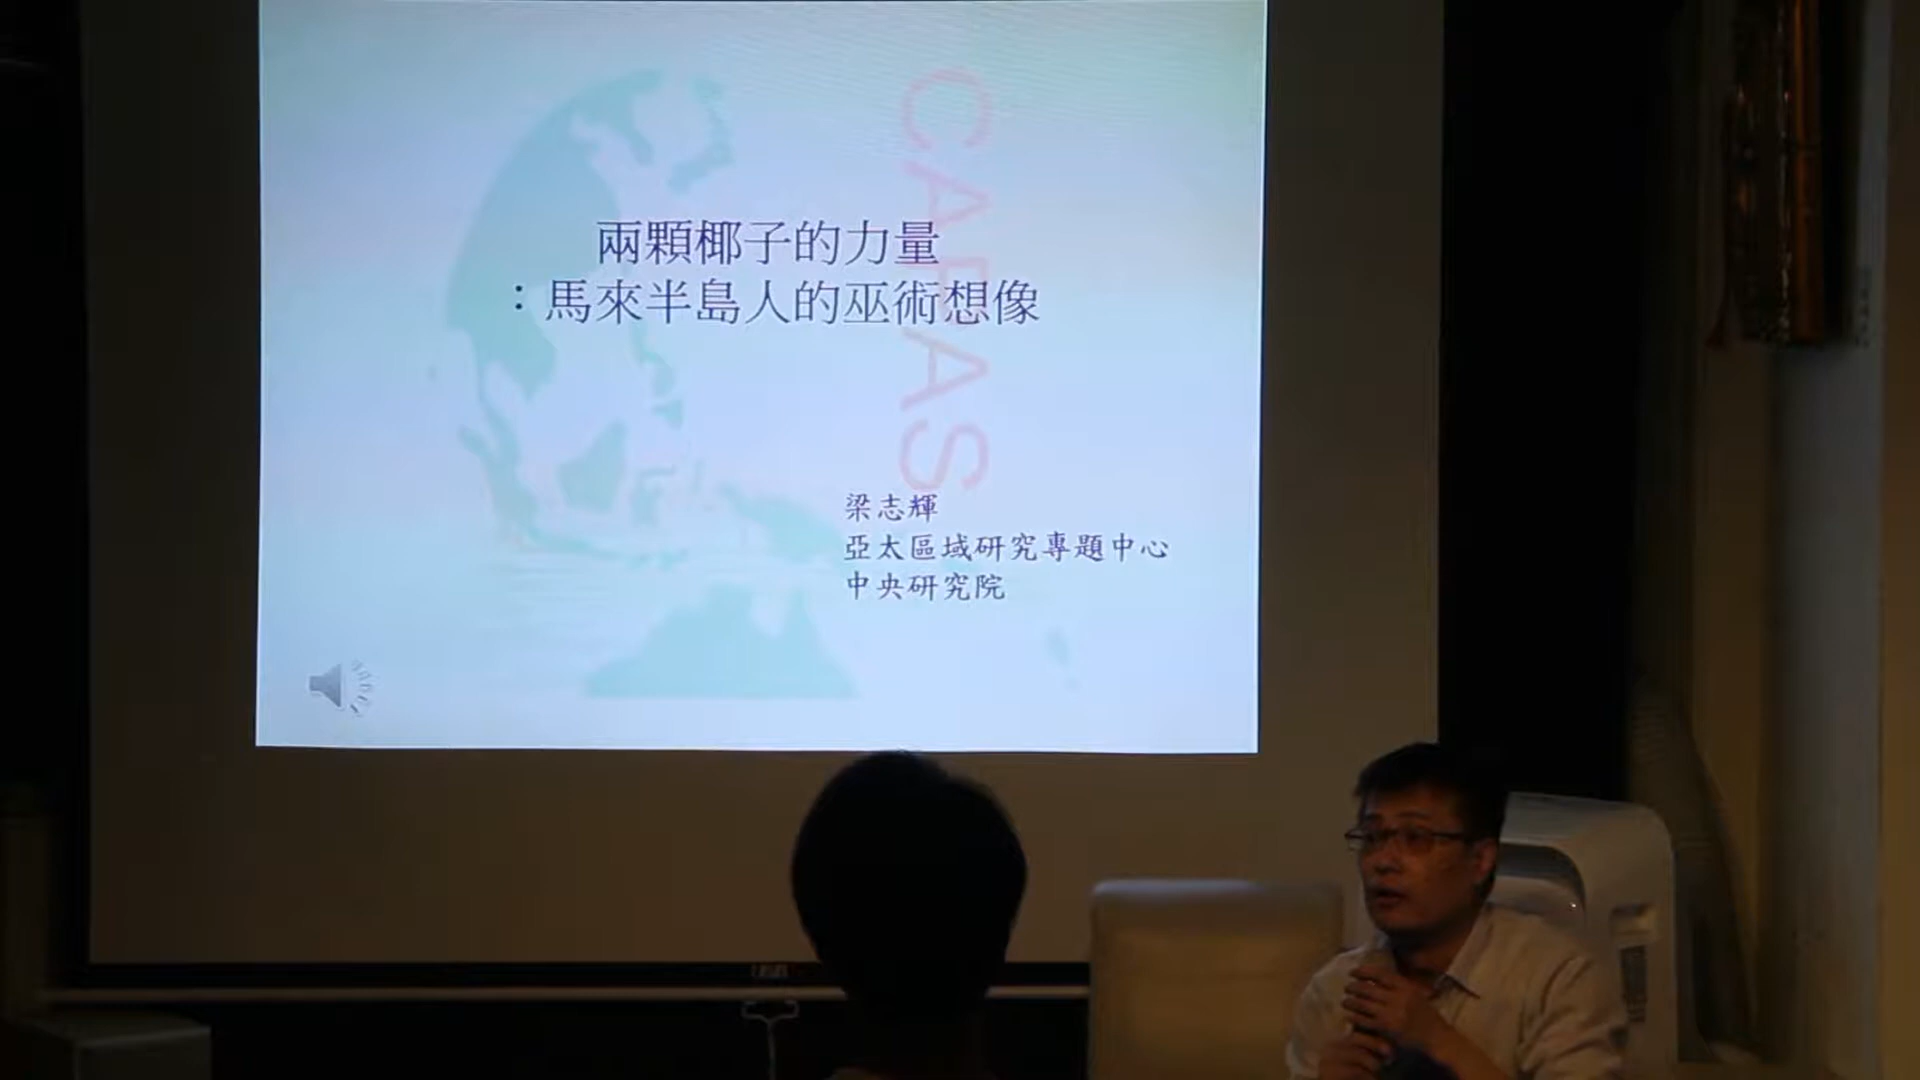 兩顆椰子的力量
：馬來半島人的巫術想像
CAPAS
梁志輝
亞太區域研究專題中心
中央研究院